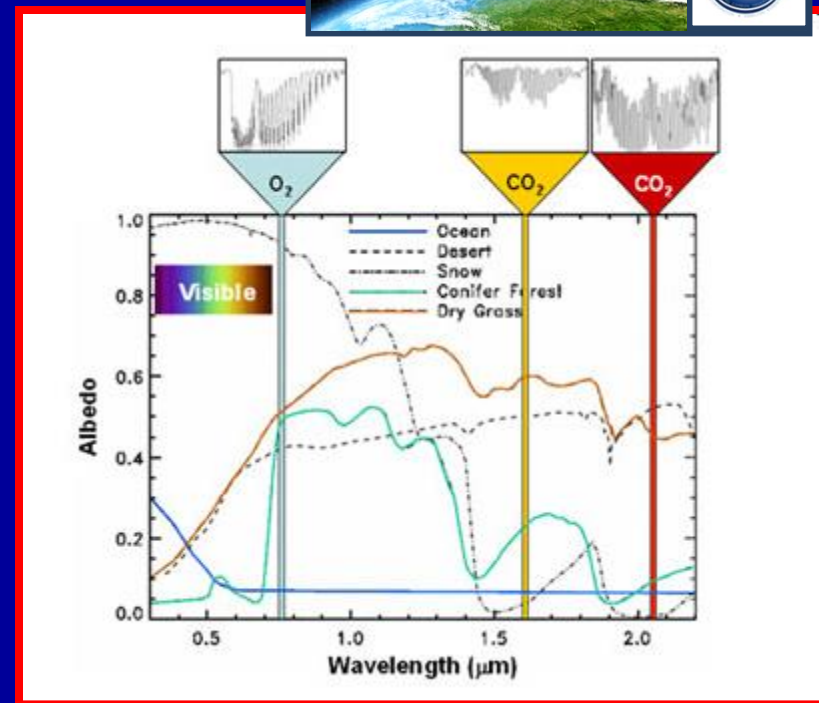 O₂
CO₂
CO₂
1.0
0.8
0.6
0.4
0.2
0.0
Visible
Ocean
Desert
Snow
Conifer Forest
Dry Grass
Albedo
0.5
1.0
1.5
2.0
Wavelength (μm)